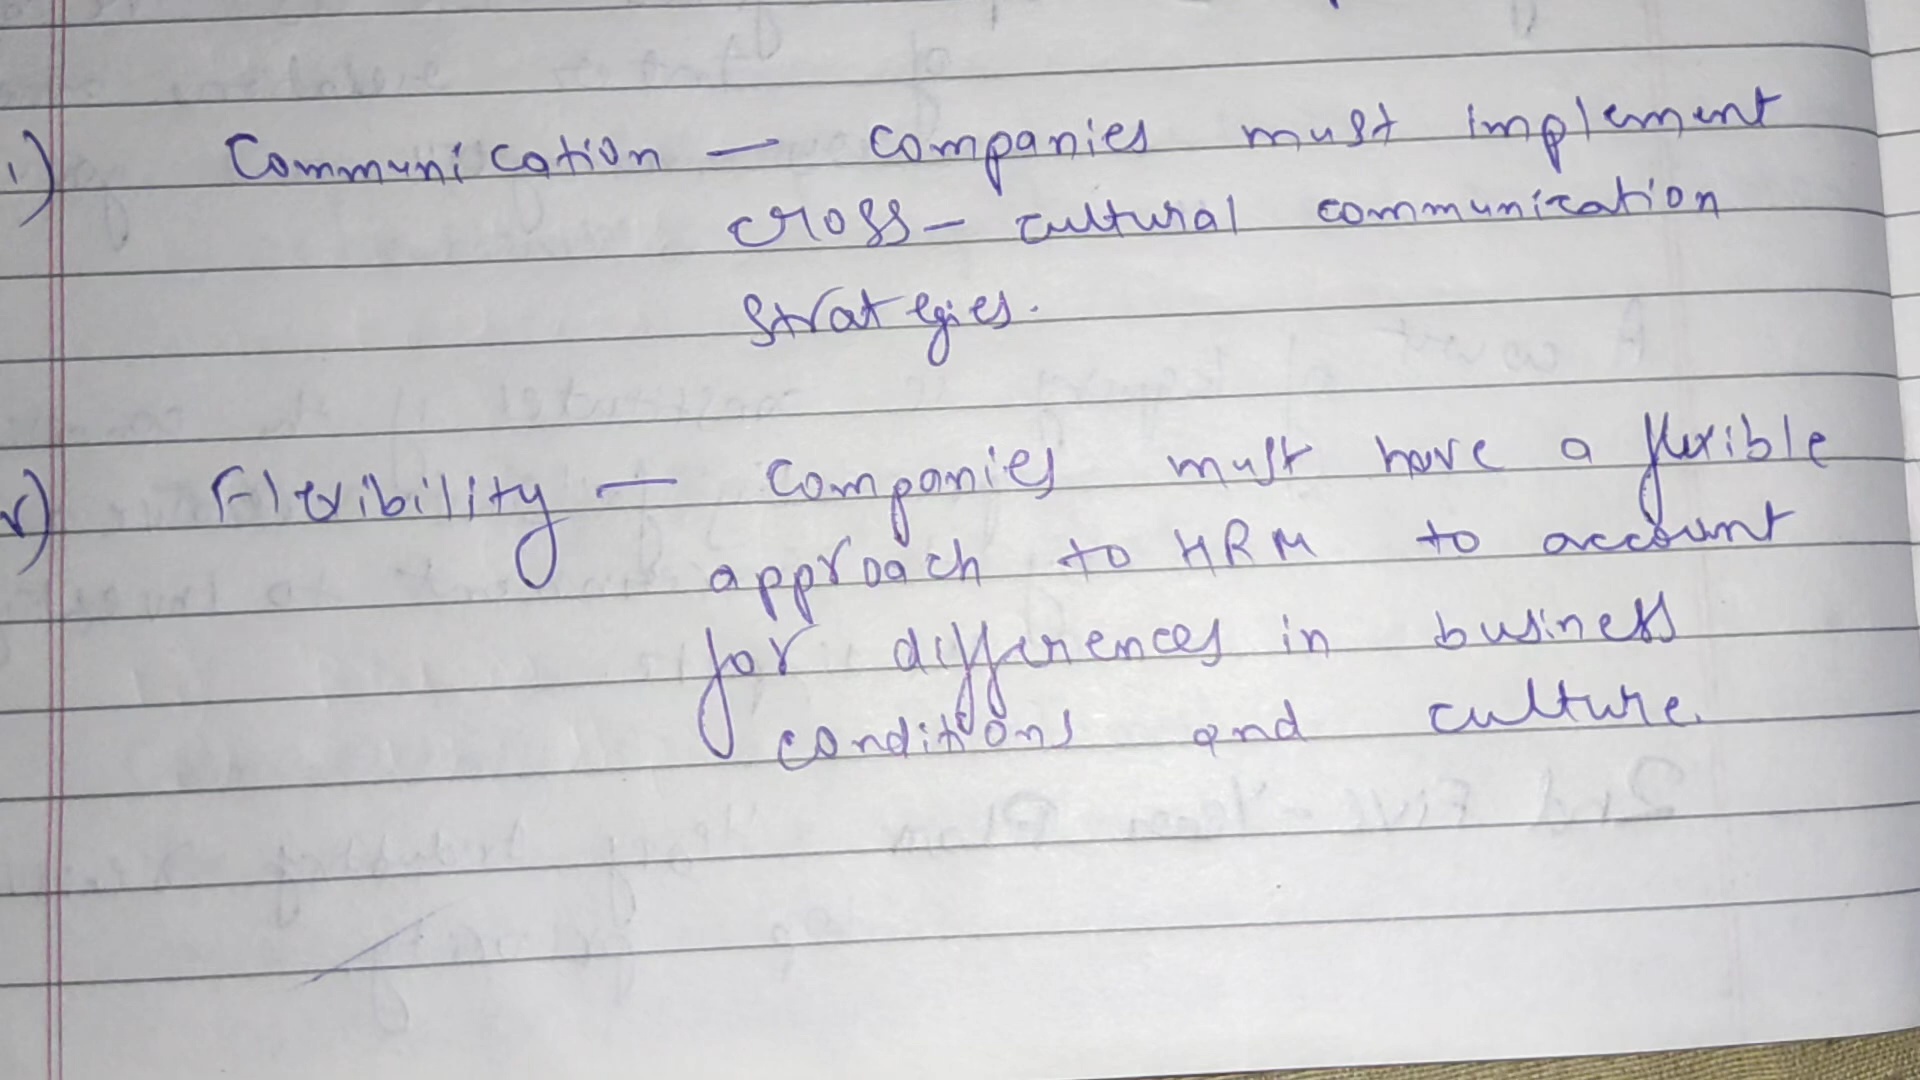 Communication — companies must implement
cross - cultural communication
strategies.
Flexibility — Companies must have a flexible
approach to HRM to account
for differences in business
conditions and culture.